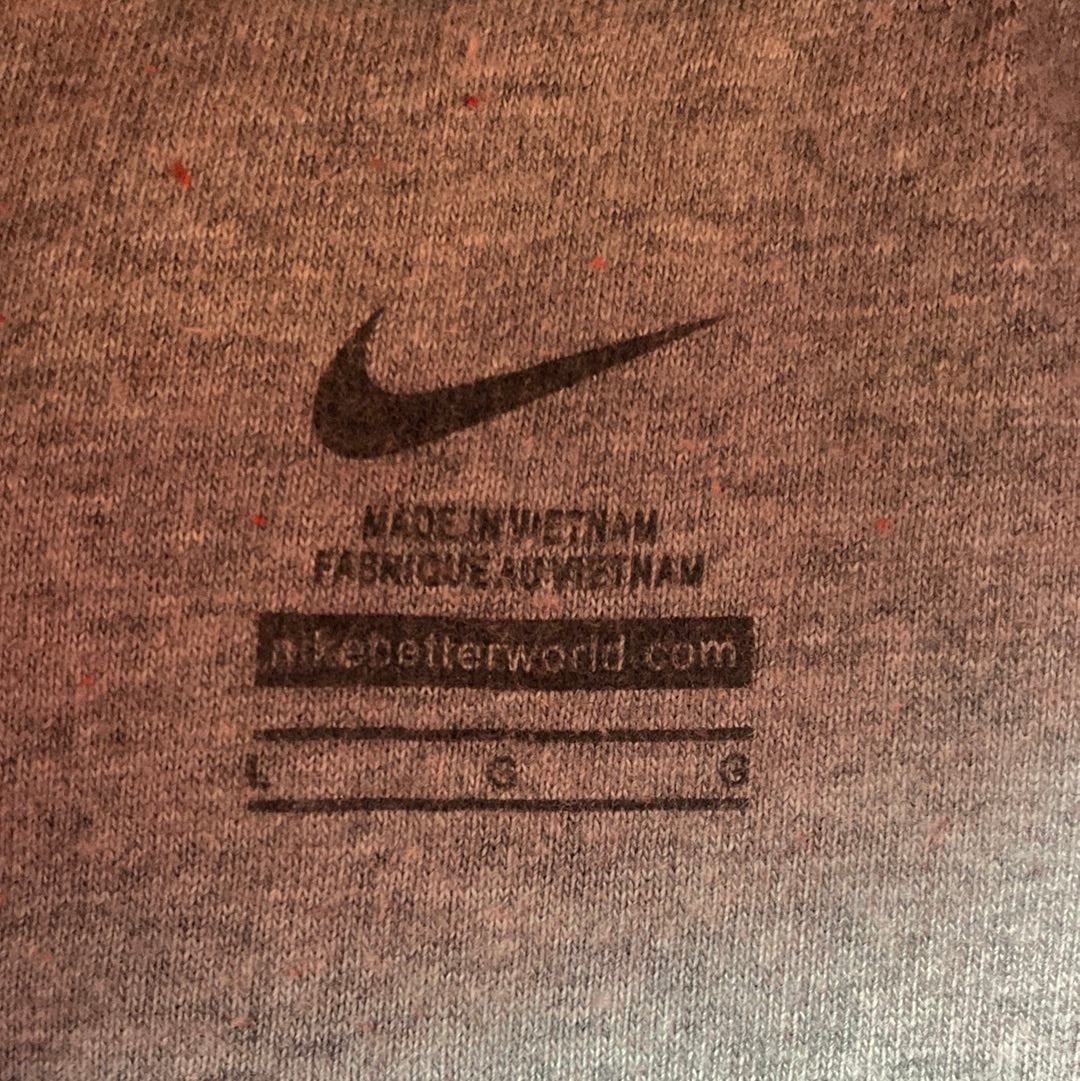 MADE IN VIETNAM
FABRIQUE AU VIETNAM
nikebetterworld.com
L G G